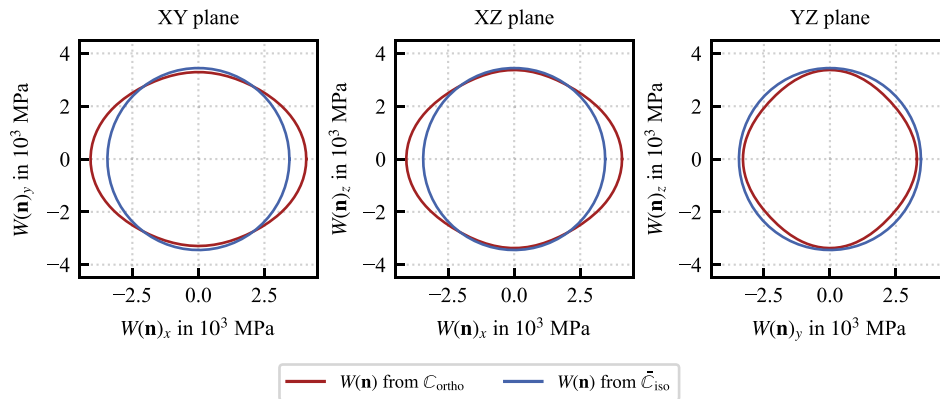 XY plane
XZ plane
YZ plane
W(n)y in 10³ MPa
4
2
0
−2
−4
−2.5
0.0
2.5
W(n)x in 10³ MPa
W(n)z in 10³ MPa
4
2
0
−2
−4
−2.5
0.0
2.5
W(n)x in 10³ MPa
W(n)z in 10³ MPa
4
2
0
−2
−4
−2.5
0.0
2.5
W(n)y in 10³ MPa
W(n) from ℂortho
W(n) from ℂ̄iso